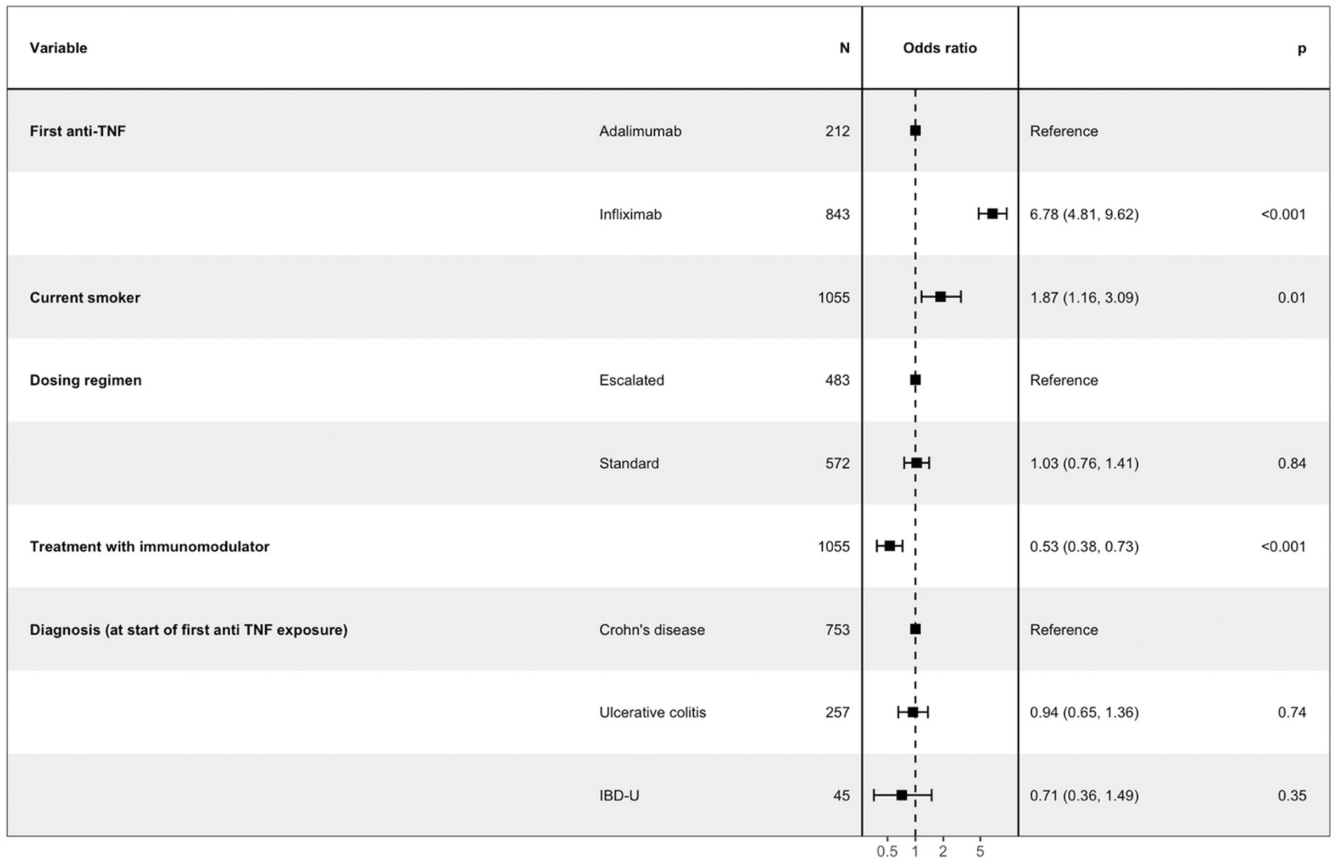 Variable N Odds ratio p
First anti-TNF Adalimumab 212 Reference
Infliximab 843 6.78 (4.81, 9.62) <0.001
Current smoker 1055 1.87 (1.16, 3.09) 0.01
Dosing regimen Escalated 483 Reference
Standard 572 1.03 (0.76, 1.41) 0.84
Treatment with immunomodulator 1055 0.53 (0.38, 0.73) <0.001
Diagnosis (at start of first anti TNF exposure) Crohn's disease 753 Reference
Ulcerative colitis 257 0.94 (0.65, 1.36) 0.74
IBD-U 45 0.71 (0.36, 1.49) 0.35
0.5 1 2 5